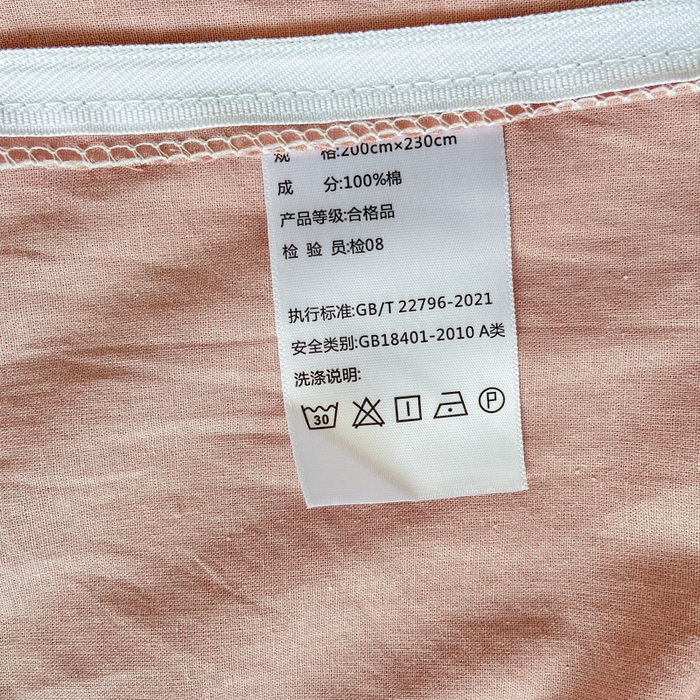 规 格:200cm×230cm
成 分:100%棉
产品等级:合格品
检 验 员:检08
执行标准:GB/T 22796-2021
安全类别:GB18401-2010 A类
洗涤说明:
30 P